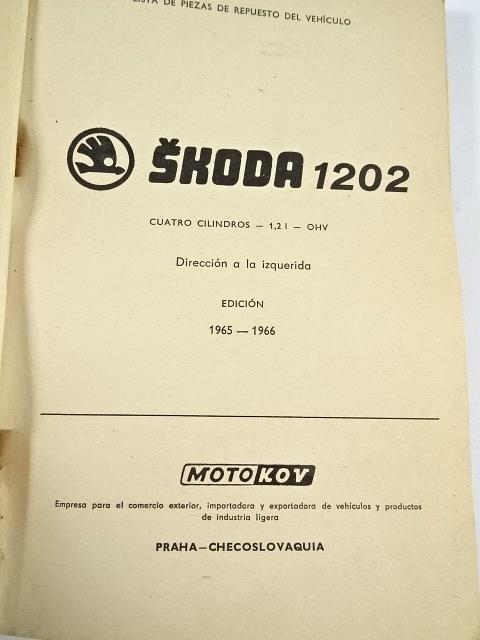 LISTA DE PIEZAS DE REPUESTO DEL VEHÍCULO
ŠKODA 1202
CUATRO CILINDROS — 1,2 l — OHV
Dirección a la izquerida
EDICIÓN
1965 — 1966
MOTOKOV
Empresa para el comercio exterior, importadora y exportadora de vehículos y productos
de industria ligera
PRAHA—CHECOSLOVAQUIA